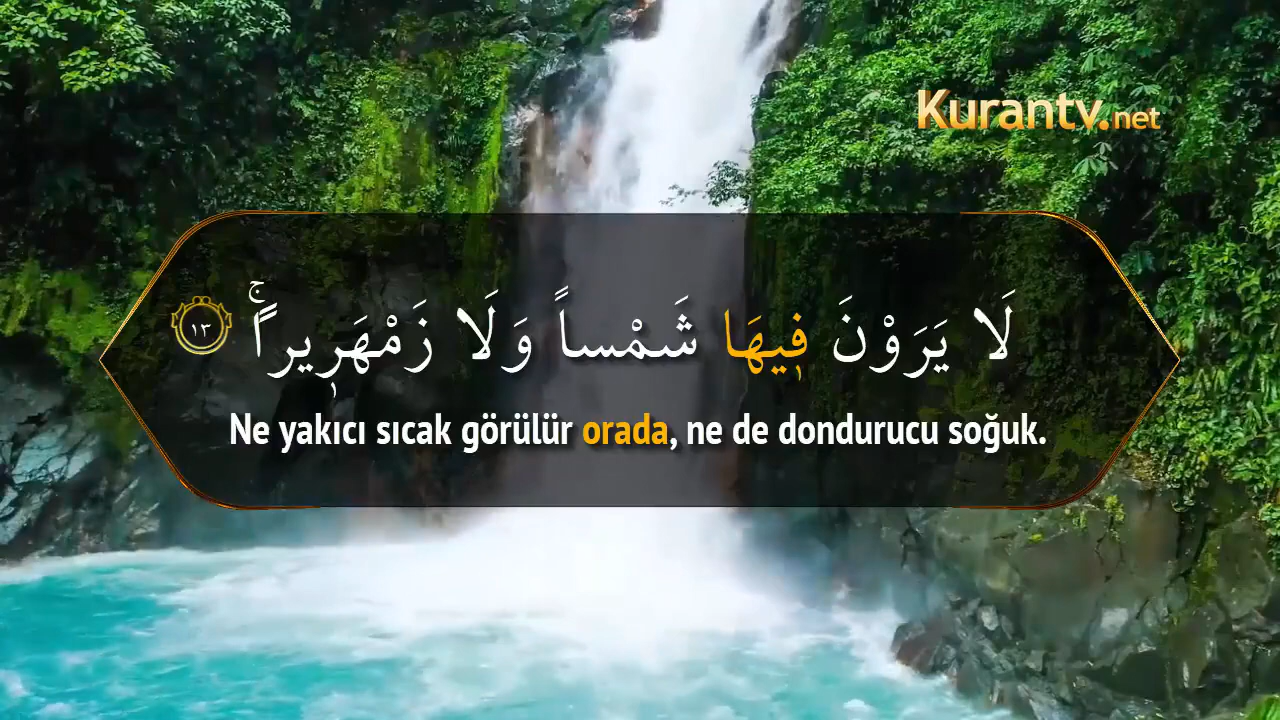 Kurantv.net
لَا يَرَوْنَ فٖيهَا شَمْساً وَلَا زَمْهَرٖيراًۚ ١٣
Ne yakıcı sıcak görülür orada, ne de dondurucu soğuk.